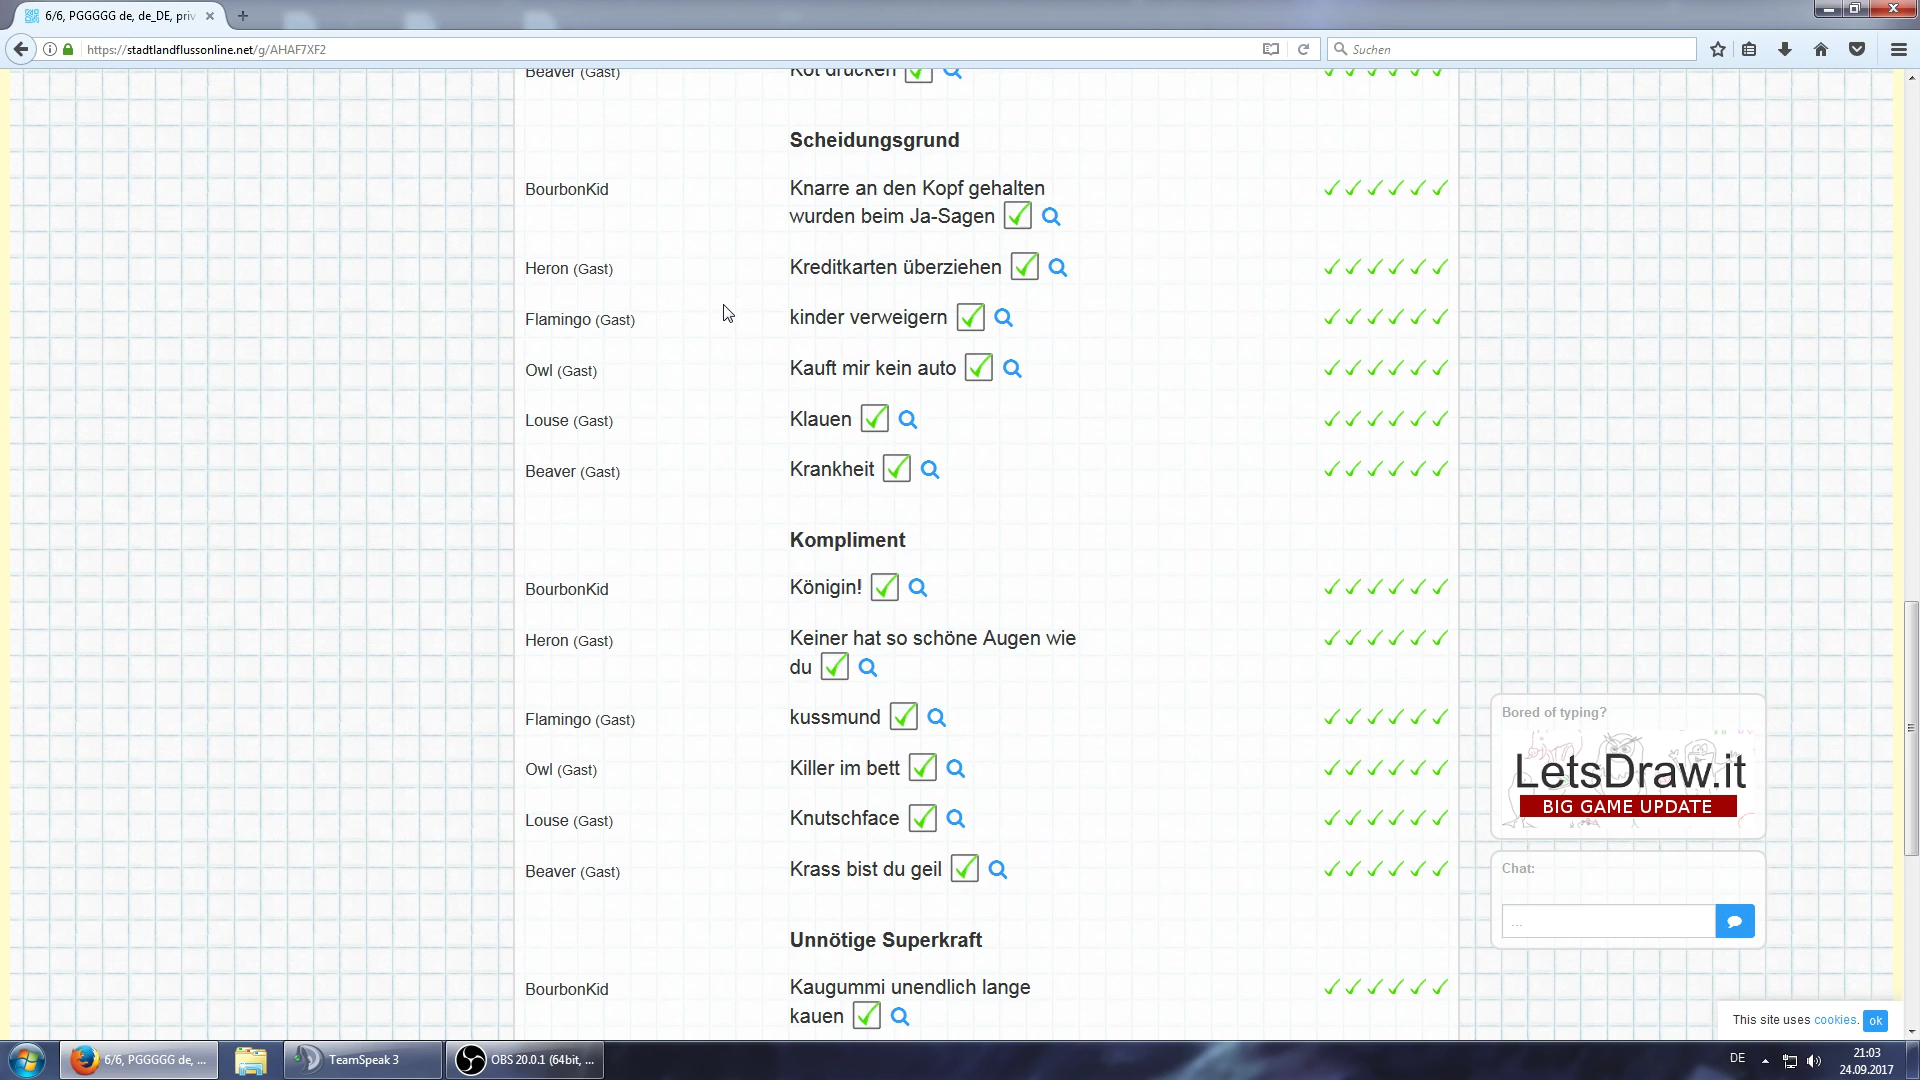 6/6, PGGGGG de, de_DE, priv
https://stadtlandflussonline.net/g/AHAF7XF2
Suchen
Beaver (Gast) Kot drücken
Scheidungsgrund
BourbonKid Knarre an den Kopf gehalten
wurden beim Ja-Sagen
Heron (Gast) Kreditkarten überziehen
Flamingo (Gast) kinder verweigern
Owl (Gast) Kauft mir kein auto
Louse (Gast) Klauen
Beaver (Gast) Krankheit
Kompliment
BourbonKid Königin!
Heron (Gast) Keiner hat so schöne Augen wie
du
Flamingo (Gast) kussmund
Owl (Gast) Killer im bett
Louse (Gast) Knutschface
Beaver (Gast) Krass bist du geil
Unnötige Superkraft
BourbonKid Kaugummi unendlich lange
kauen
Bored of typing?
LetsDraw.it
BIG GAME UPDATE
Chat:
...
This site uses cookies. ok
6/6, PGGGGG de, ...
TeamSpeak 3
OBS 20.0.1 (64bit, ...
DE
21:03
24.09.2017